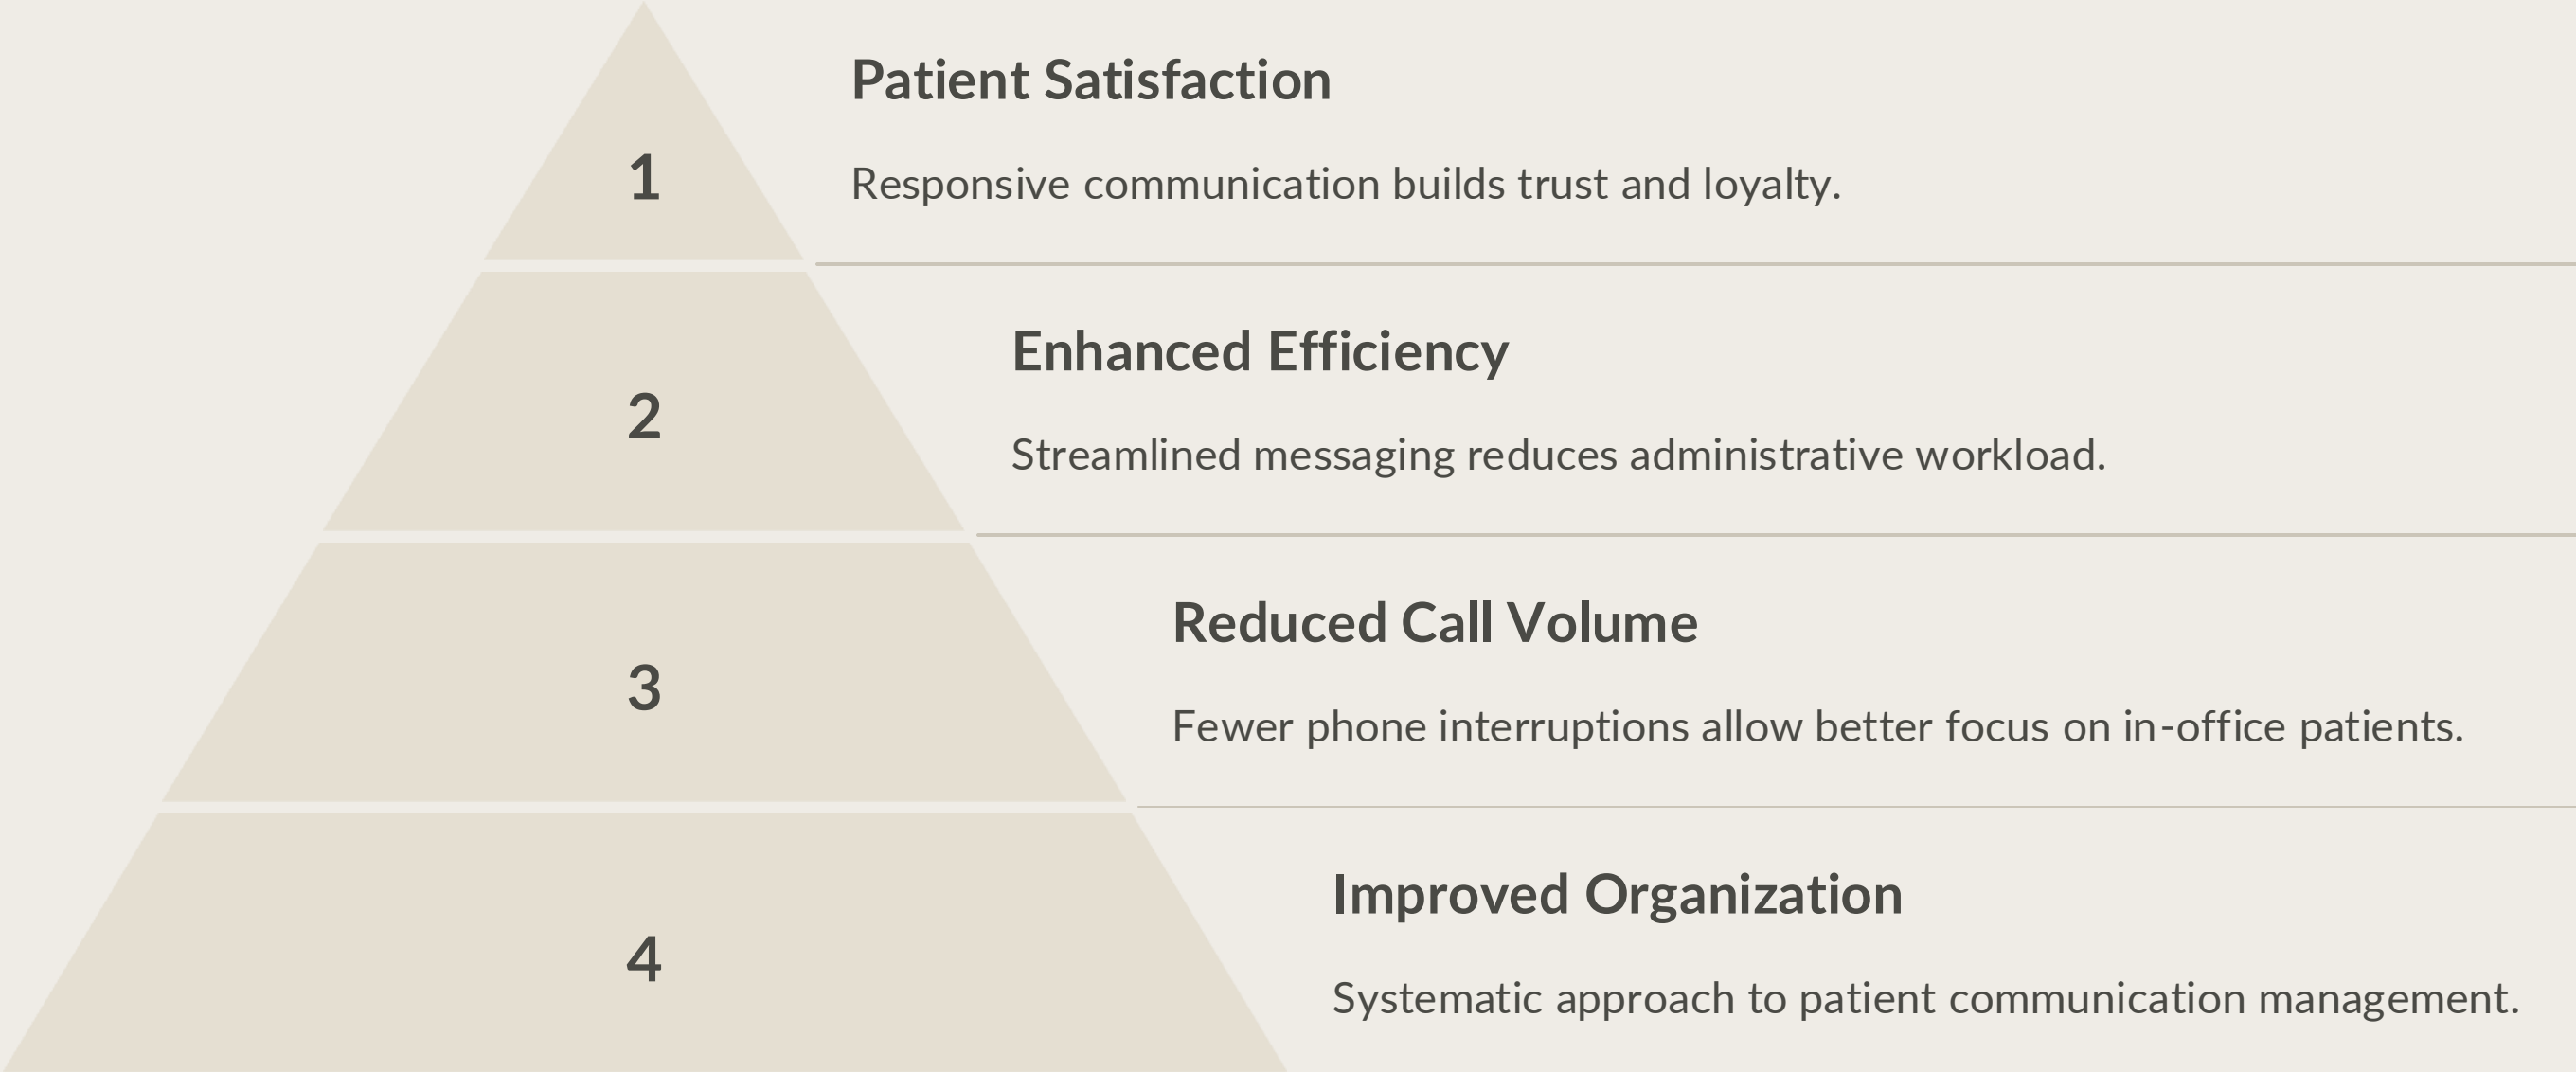 Patient Satisfaction
1
Responsive communication builds trust and loyalty.
Enhanced Efficiency
2
Streamlined messaging reduces administrative workload.
Reduced Call Volume
3
Fewer phone interruptions allow better focus on in-office patients.
Improved Organization
4
Systematic approach to patient communication management.